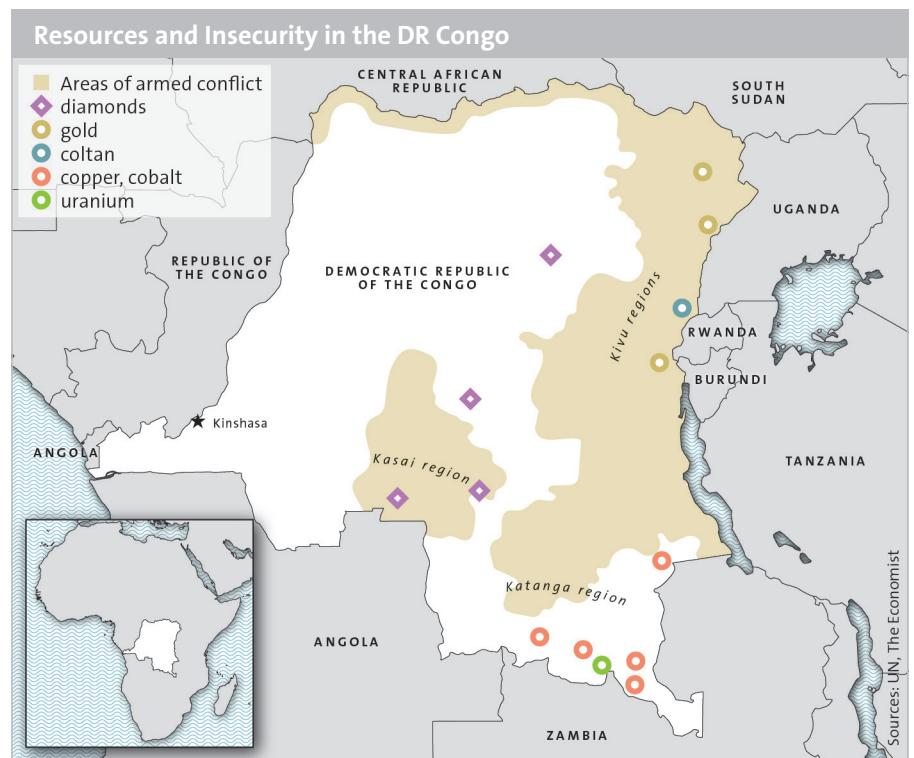 Resources and Insecurity in the DR Congo
Areas of armed conflict
diamonds
gold
coltan
copper, cobalt
uranium
CENTRAL AFRICAN
REPUBLIC
SOUTH
SUDAN
UGANDA
REPUBLIC OF
THE CONGO
DEMOCRATIC REPUBLIC
OF THE CONGO
Kivu regions
RWANDA
BURUNDI
Kinshasa
ANGOLA
Kasai region
TANZANIA
Katanga region
ANGOLA
ZAMBIA
Sources: UN, The Economist